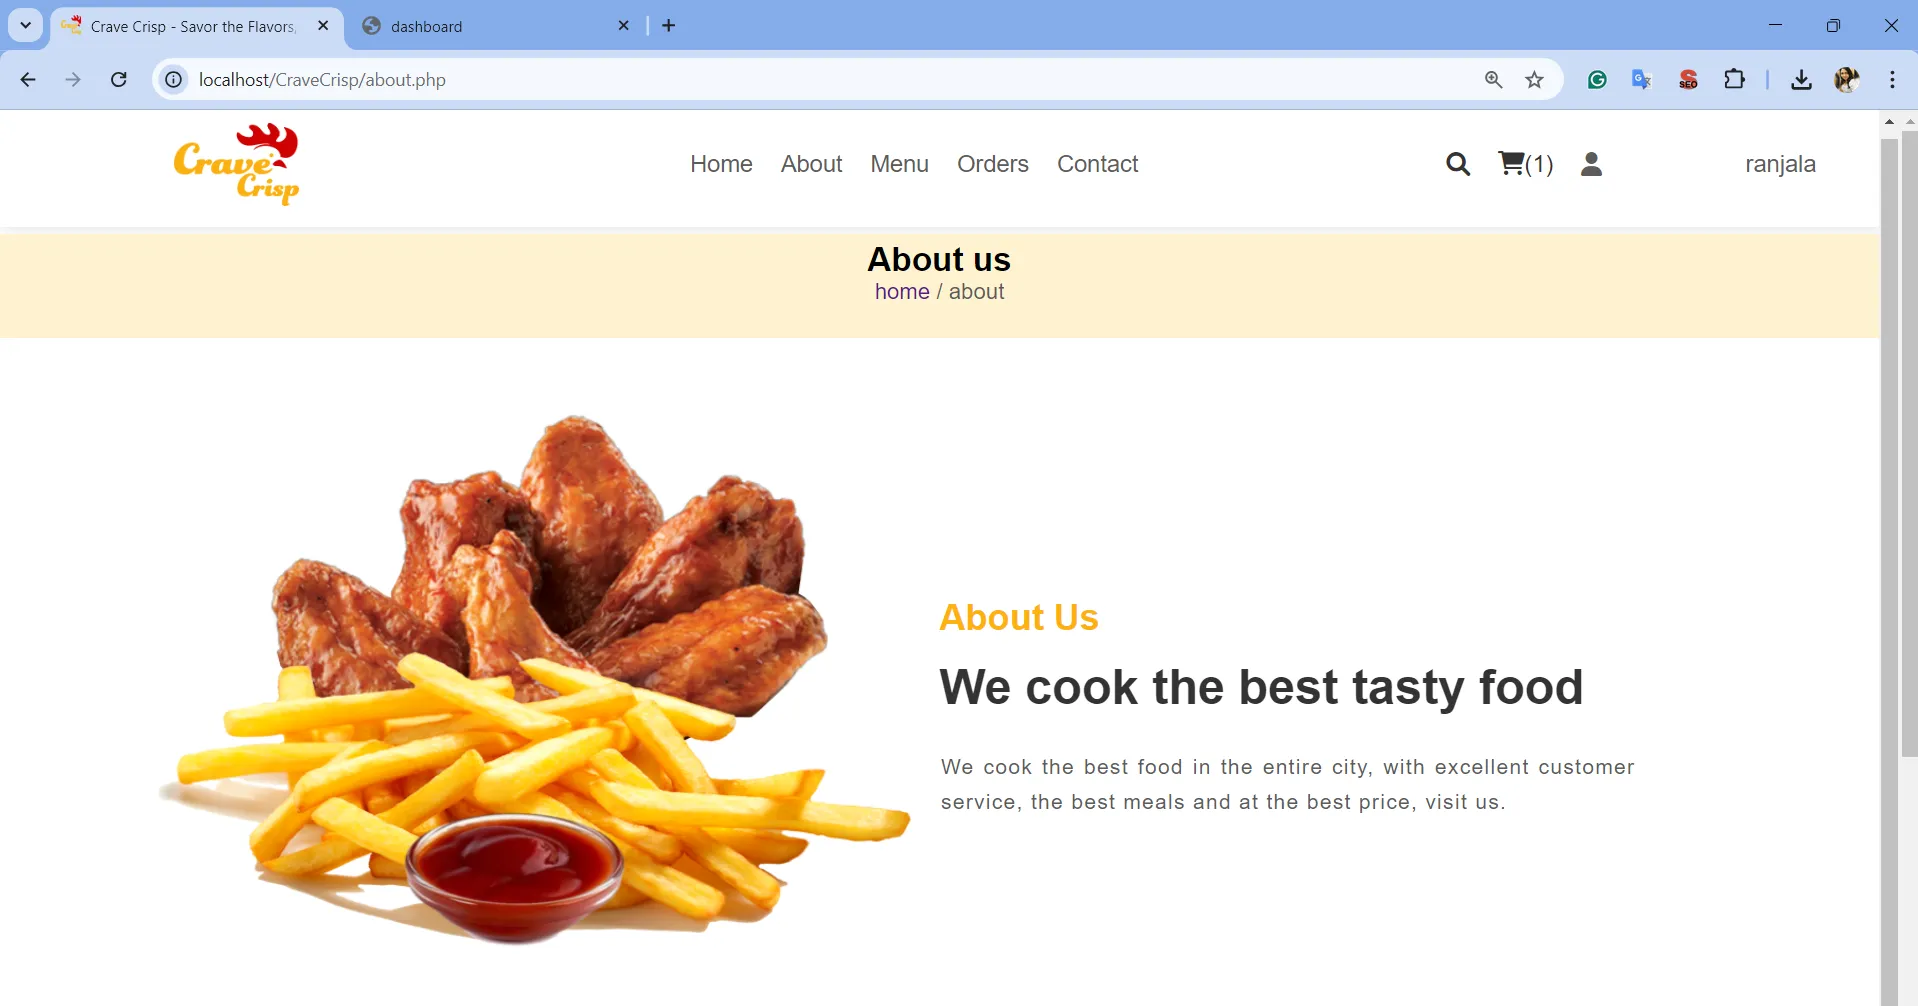 Crave Crisp - Savor the Flavors,
dashboard
localhost/CraveCrisp/about.php
SEO
Crave
Crisp
Home About Menu Orders Contact
(1)
ranjala
About us
home / about
About Us
We cook the best tasty food
We cook the best food in the entire city, with excellent customer
service, the best meals and at the best price, visit us.